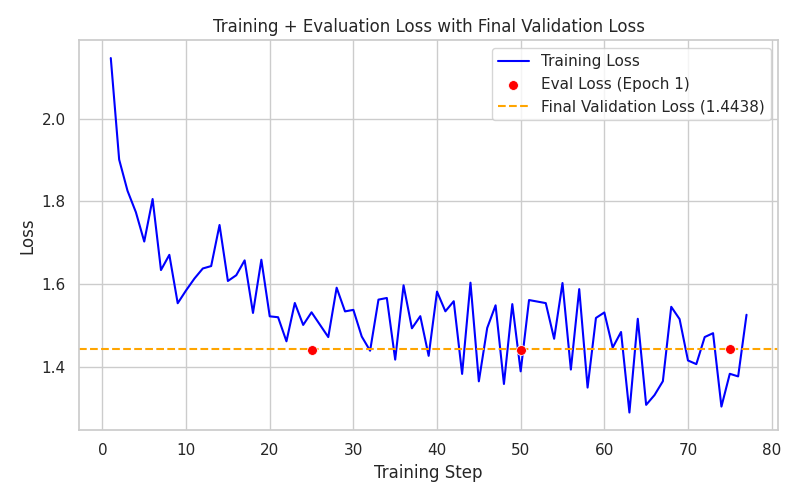 Training + Evaluation Loss with Final Validation Loss
Training Loss
Eval Loss (Epoch 1)
Final Validation Loss (1.4438)
Loss
2.0
1.8
1.6
1.4
0 10 20 30 40 50 60 70 80
Training Step